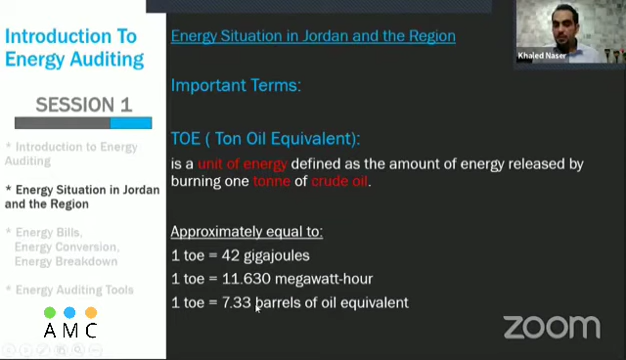 Introduction To
Energy Auditing
SESSION 1
* Introduction to Energy
Auditing
* Energy Situation in Jordan
and the Region
* Energy Bills,
Energy Conversion,
Energy Breakdown
* Energy Auditing Tools
AMC
Energy Situation in Jordan and the Region
Important Terms:
TOE ( Ton Oil Equivalent):
is a unit of energy defined as the amount of energy released by
burning one tonne of crude oil.
Approximately equal to:
1 toe = 42 gigajoules
1 toe = 11.630 megawatt-hour
1 toe = 7.33 barrels of oil equivalent
Khaled Naser
zoom